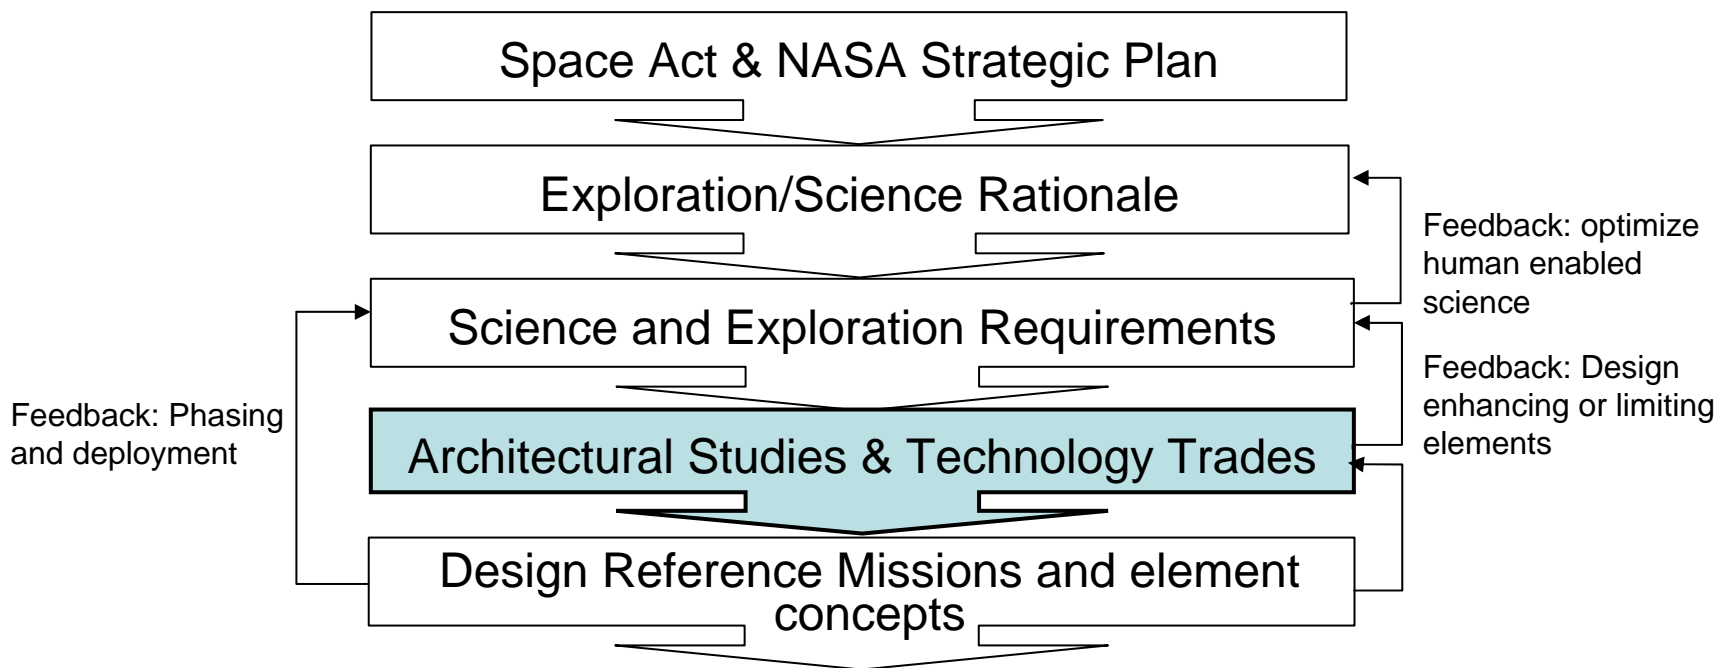 Space Act & NASA Strategic Plan
Exploration/Science Rationale
Feedback: optimize
human enabled
science
Science and Exploration Requirements
Feedback: Design
enhancing or limiting
elements
Feedback: Phasing
and deployment
Architectural Studies & Technology Trades
Design Reference Missions and element
concepts